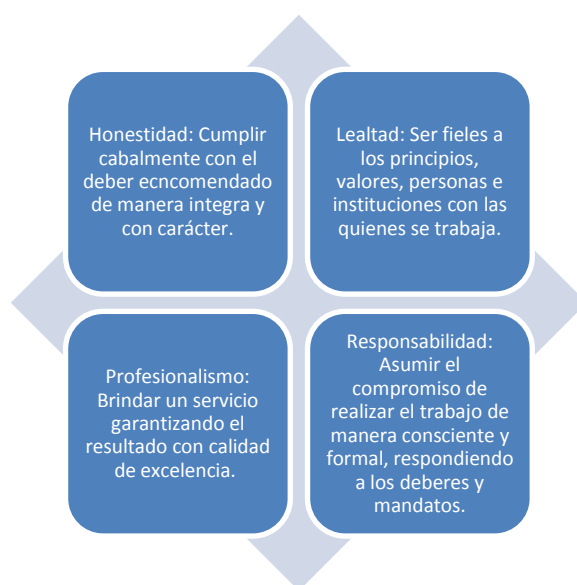 Honestidad: Cumplir
cabalmente con el
deber ecncomendado
de manera integra y
con carácter.
Lealtad: Ser fieles a
los principios,
valores, personas e
instituciones con las
quienes se trabaja.
Profesionalismo:
Brindar un servicio
garantizando el
resultado con calidad
de excelencia.
Responsabilidad:
Asumir el
compromiso de
realizar el trabajo de
manera consciente y
formal, respondiendo
a los deberes y
mandatos.